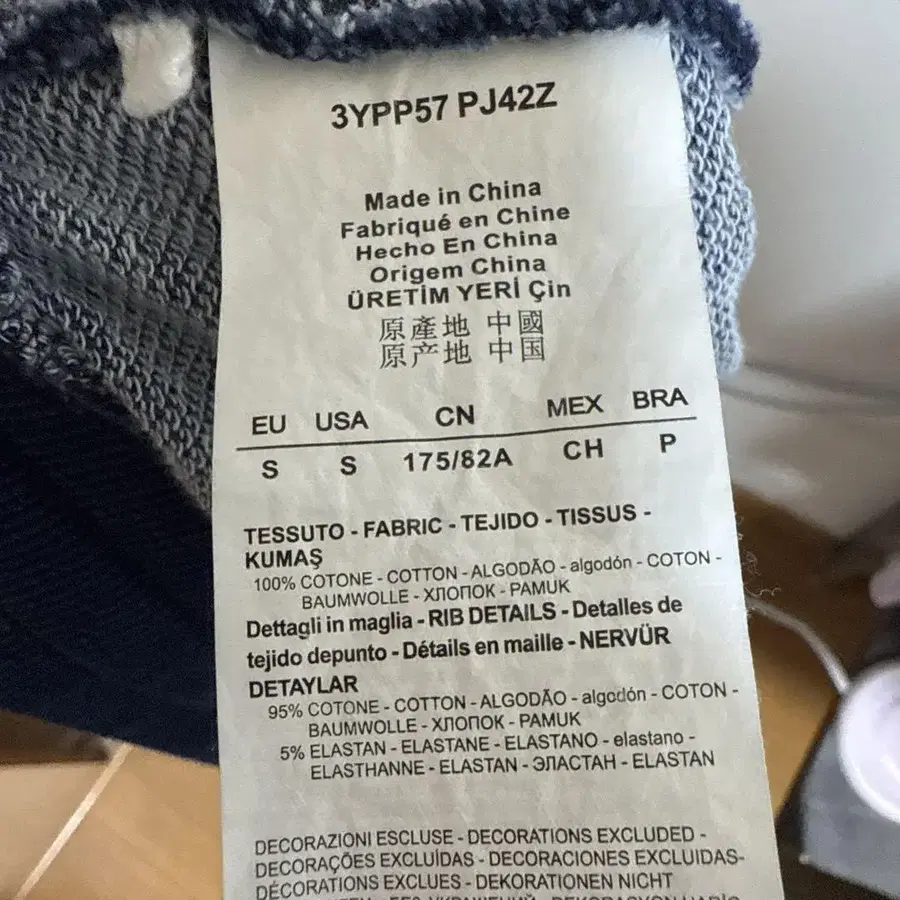 3YPP57 PJ42Z
Made in China
Fabriqué en Chine
Hecho En China
Origem China
ÜRETİM YERİ Çin
原產地 中國
原产地 中国
EU USA CN MEX BRA
S S 175/82A CH P
TESSUTO - FABRIC - TEJIDO - TISSUS -
KUMAŞ
100% COTONE - COTTON - ALGODÃO - algodón - COTON -
BAUMWOLLE - ХЛОПОК - PAMUK
Dettagli in maglia - RIB DETAILS - Detalles de
tejido depunto - Détails en maille - NERVÜR
DETAYLAR
95% COTONE - COTTON - ALGODÃO - algodón - COTON -
BAUMWOLLE - ХЛОПОК - PAMUK
5% ELASTAN - ELASTANE - ELASTANO - elastano -
ELASTHANNE - ELASTAN - ЭЛАСТАН - ELASTAN
DECORAZIONI ESCLUSE - DECORATIONS EXCLUDED -
DECORAÇÕES EXCLUÍDAS - DECORACIONES EXCLUIDAS-
DÉCORATIONS EXCLUES - DEKORATIONEN NICHT